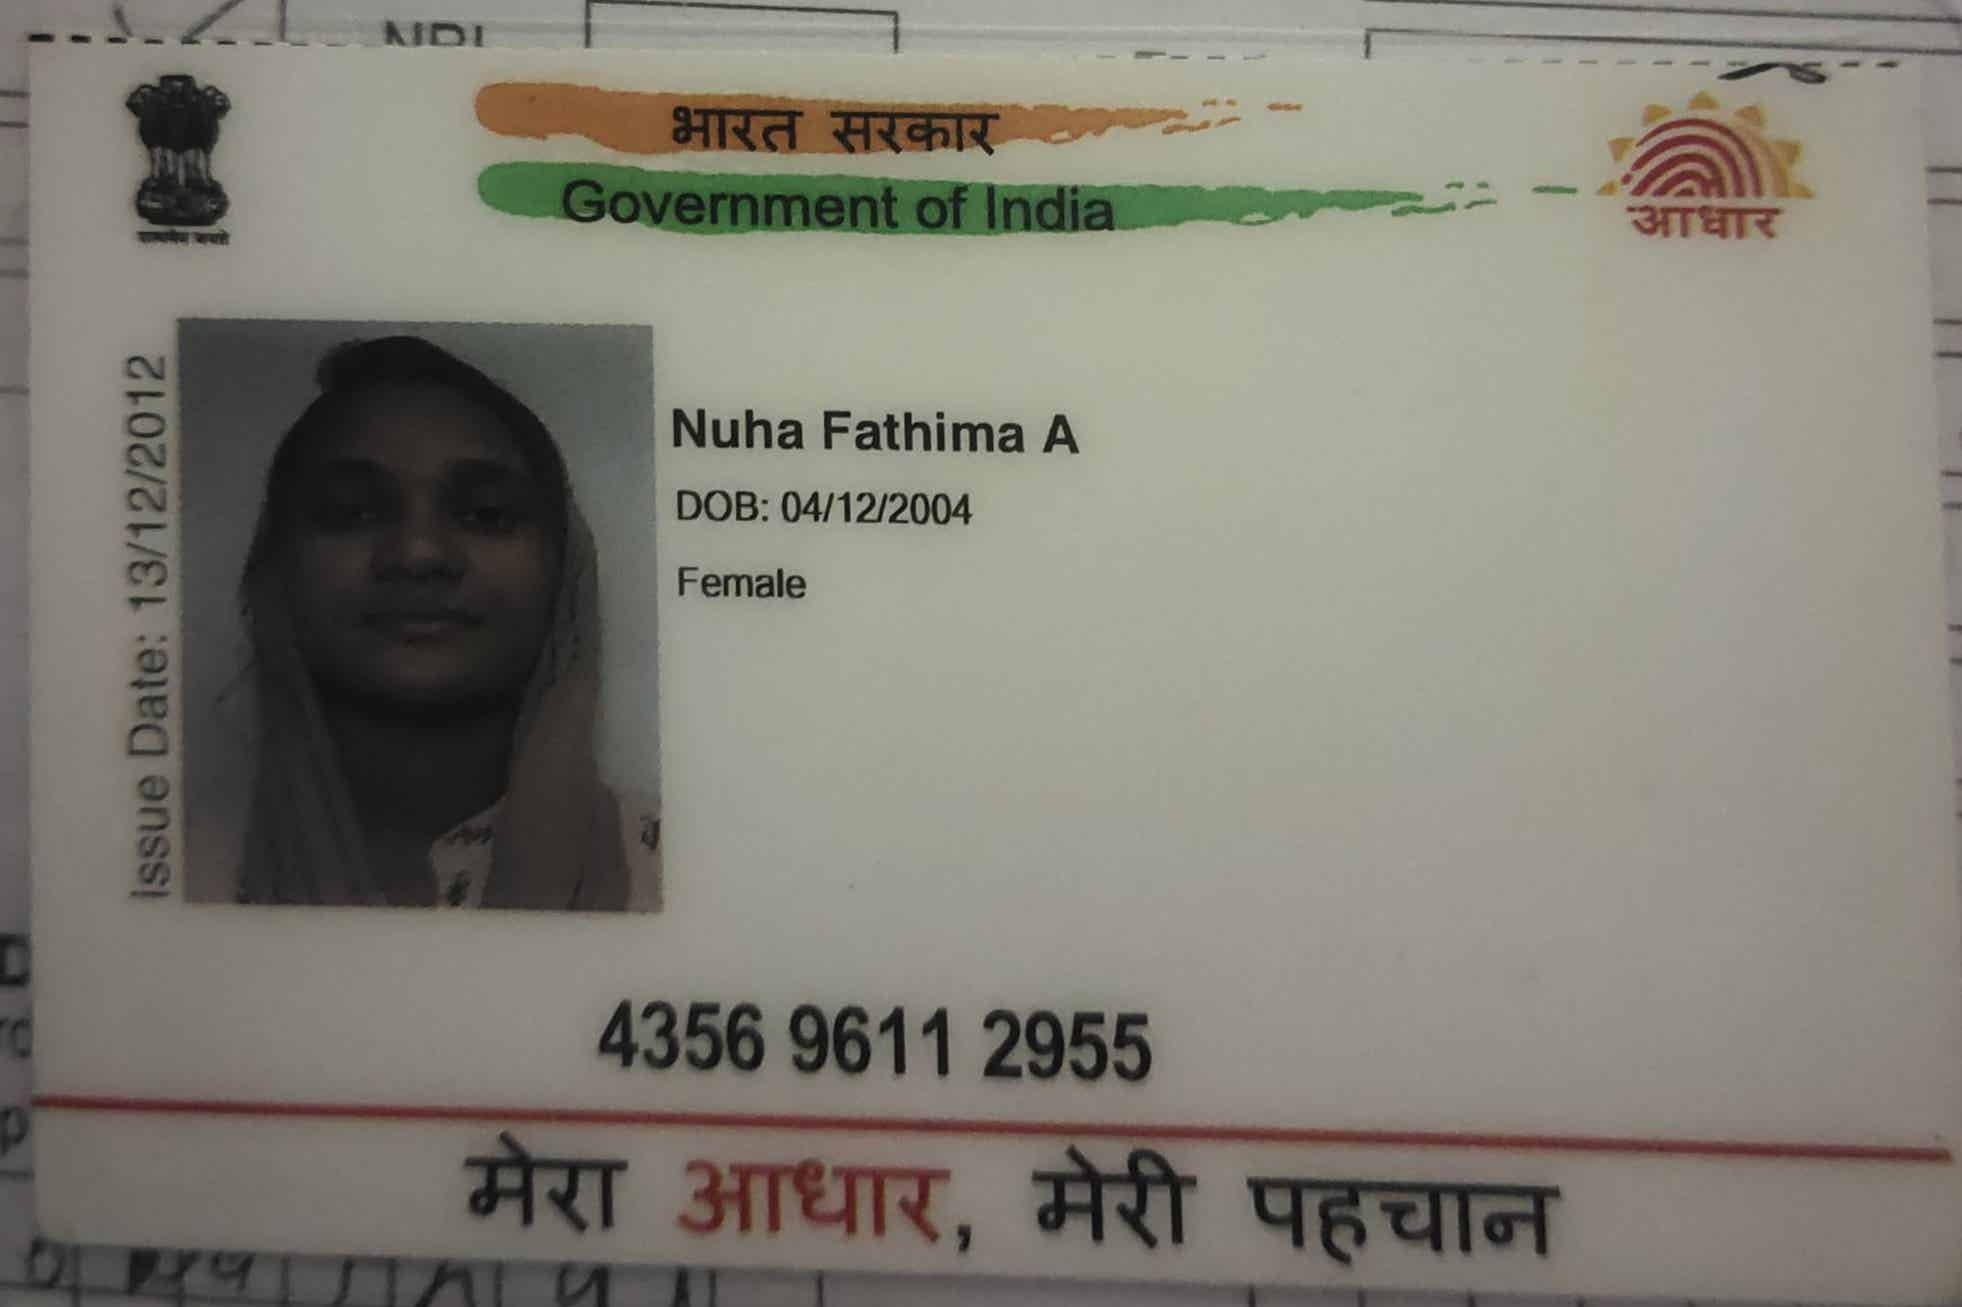 भारत सरकार
Government of India
आधार
सत्यमेव जयते
Issue Date: 13/12/2012
Nuha Fathima A
DOB: 04/12/2004
Female
4356 9611 2955
मेरा आधार, मेरी पहचान